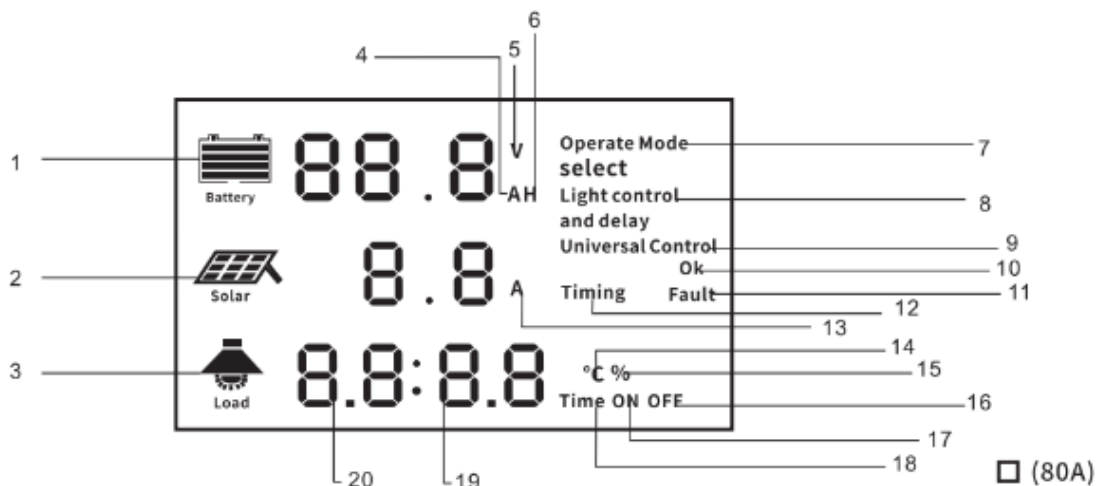 6
4 5
88.8 V Operate Mode 7
1 select
Battery AH Light control 8
and delay
Universal Control 9
2 8.8 Ok 10
Solar A Timing Fault 11
12
13
14
3 88:8.8 °C % 15
Load Time ON OFF 16
17
20 19 18 (80A)